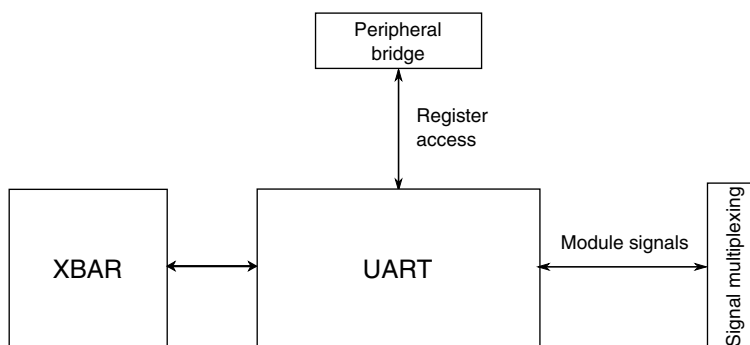 Peripheral
bridge
Register
access
XBAR
UART
Module signals
Signal multiplexing